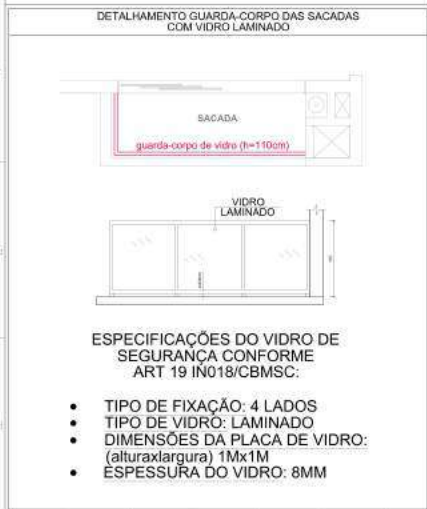 DETALHAMENTO GUARDA-CORPO DAS SACADAS
COM VIDRO LAMINADO
SACADA
guarda-corpo de vidro (h=110cm)
VIDRO
LAMINADO
ESPECIFICAÇÕES DO VIDRO DE
SEGURANÇA CONFORME
ART 19 IN018/CBMSC:
• TIPO DE FIXAÇÃO: 4 LADOS
• TIPO DE VIDRO: LAMINADO
• DIMENSÕES DA PLACA DE VIDRO:
(alturaxlargura) 1Mx1M
• ESPESSURA DO VIDRO: 8MM